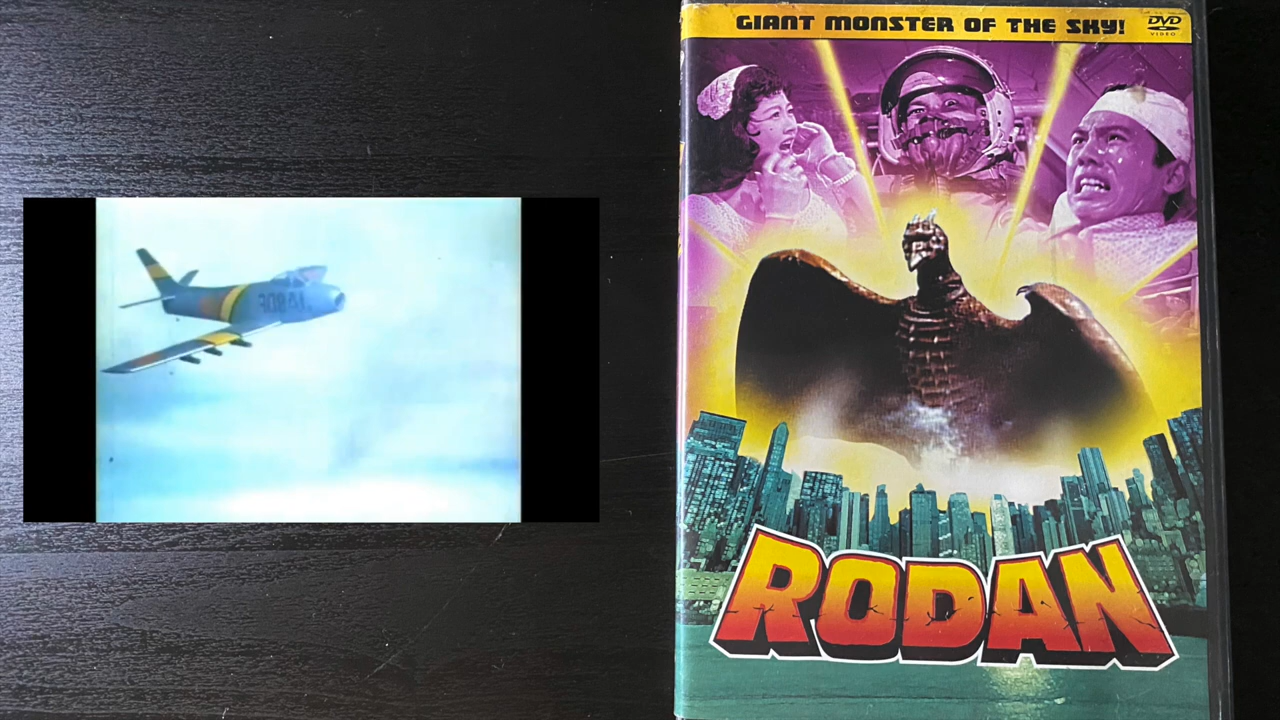 GIANT MONSTER OF THE SKY!
DVD
VIDEO
RODAN